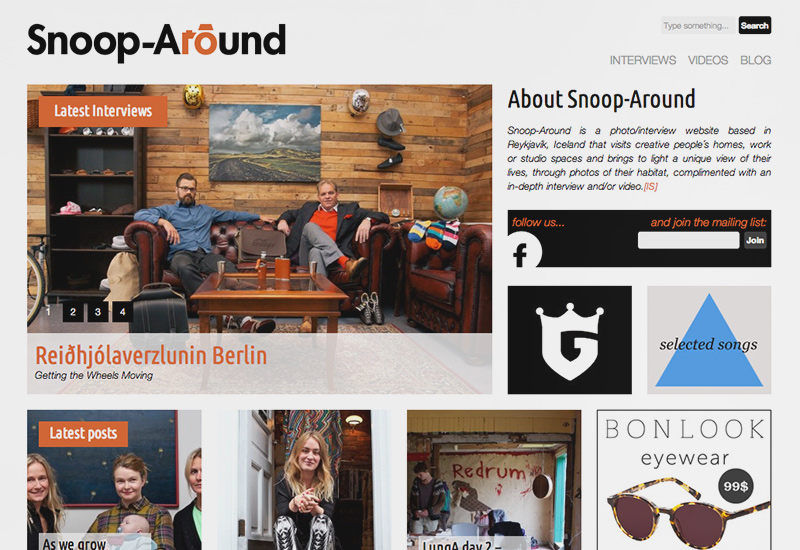 Snoop-Around
Type something...
Search
INTERVIEWS VIDEOS BLOG
Latest Interviews
1 2 3 4
Reiðhjólaverzlunin Berlin
Getting the Wheels Moving
About Snoop-Around
Snoop-Around is a photo/interview website based in
Reykjavík, Iceland that visits creative people's homes, work
or studio spaces and brings to light a unique view of their
lives, through photos of their habitat, complimented with an
in-depth interview and/or video.[IS]
follow us...
and join the mailing list:
f
Join
G
selected songs
Latest posts
As we grow
Redrum
LungA day 2 –
BONLOOK
eyewear
99$